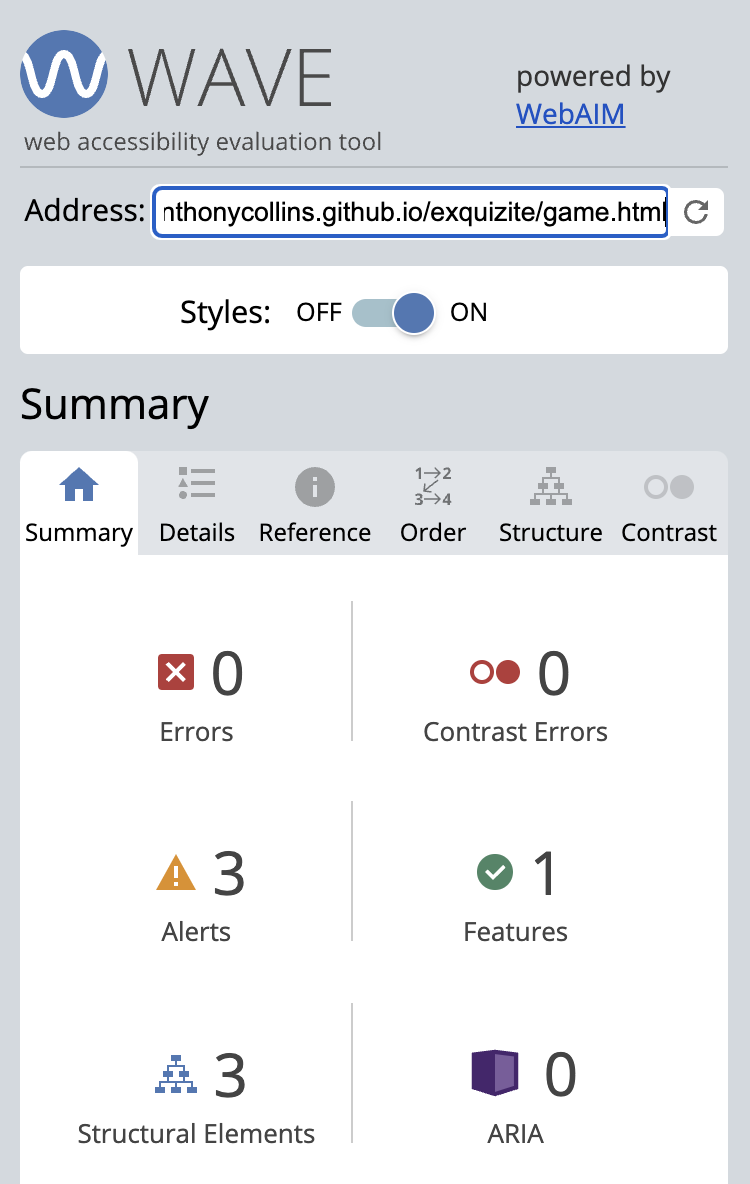 WAVE
powered by
WebAIM
web accessibility evaluation tool
Address: nthonycollins.github.io/exquizite/game.html
Styles: OFF ON
Summary
1→2
3→4
Summary Details Reference Order Structure Contrast
0 0
Errors Contrast Errors
3 1
Alerts Features
3 0
Structural Elements ARIA